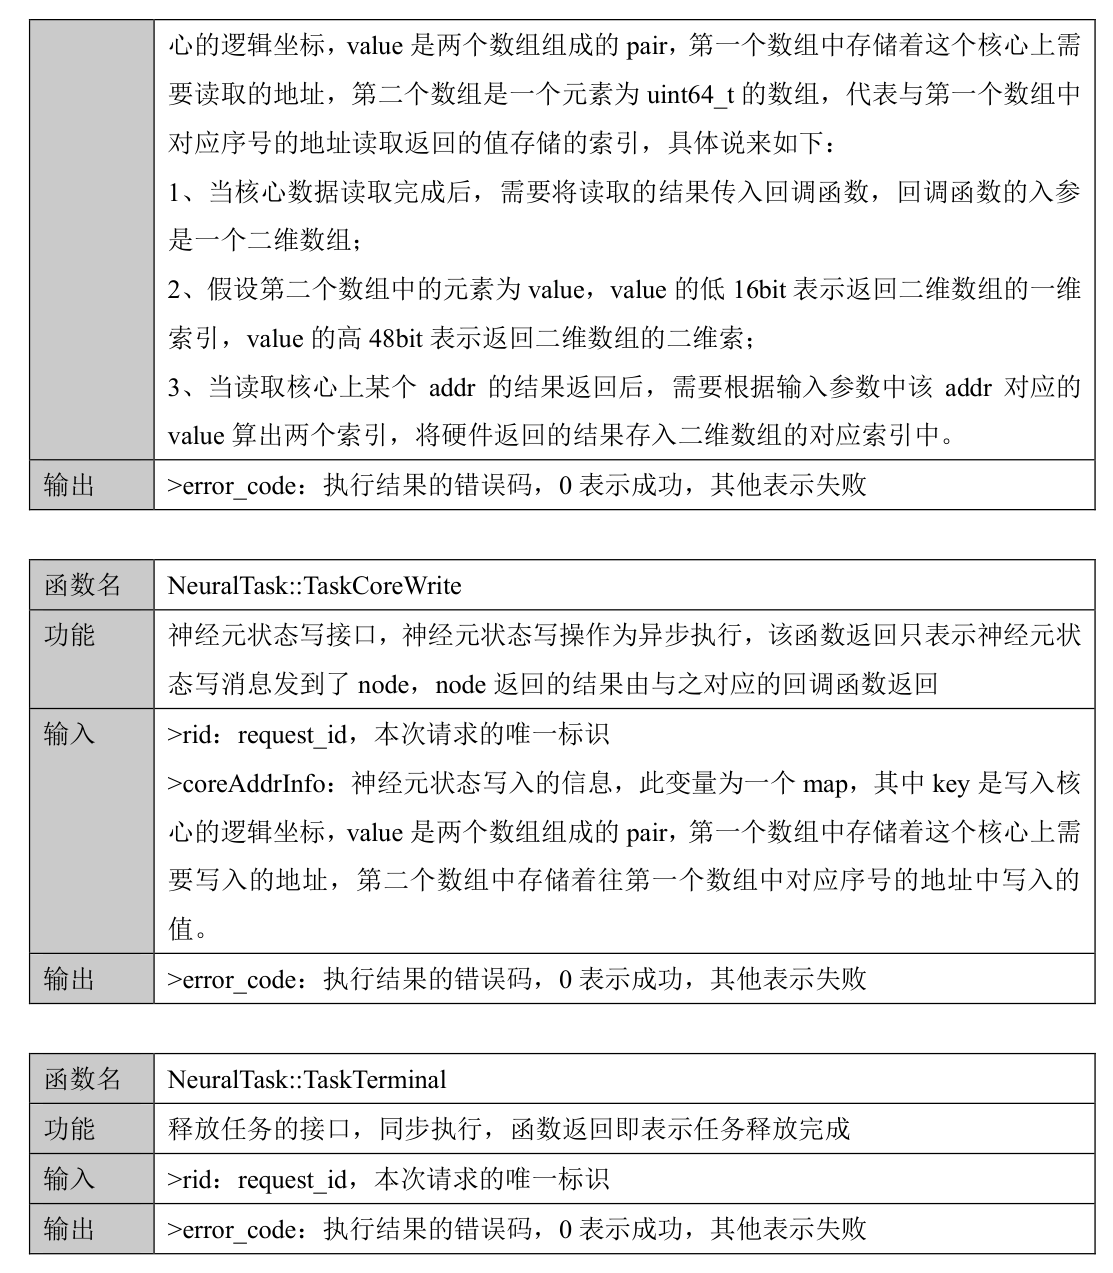 心的逻辑坐标，value 是两个数组组成的 pair，第一个数组中存储着这个核心上需
要读取的地址，第二个数组是一个元素为 uint64_t 的数组，代表与第一个数组中
对应序号的地址读取返回的值存储的索引，具体说来如下：
1、当核心数据读取完成后，需要将读取的结果传入回调函数，回调函数的入参
是一个二维数组；
2、假设第二个数组中的元素为 value，value 的低 16bit 表示返回二维数组的一维
索引，value 的高 48bit 表示返回二维数组的二维索；
3、当读取核心上某个 addr 的结果返回后，需要根据输入参数中该 addr 对应的
value 算出两个索引，将硬件返回的结果存入二维数组的对应索引中。
输出 >error_code：执行结果的错误码，0 表示成功，其他表示失败
函数名 NeuralTask::TaskCoreWrite
功能 神经元状态写接口，神经元状态写操作为异步执行，该函数返回只表示神经元状
态写消息发到了 node，node 返回的结果由与之对应的回调函数返回
输入 >rid：request_id，本次请求的唯一标识
>coreAddrInfo：神经元状态写入的信息，此变量为一个 map，其中 key 是写入核
心的逻辑坐标，value 是两个数组组成的 pair，第一个数组中存储着这个核心上需
要写入的地址，第二个数组中存储着往第一个数组中对应序号的地址中写入的
值。
输出 >error_code：执行结果的错误码，0 表示成功，其他表示失败
函数名 NeuralTask::TaskTerminal
功能 释放任务的接口，同步执行，函数返回即表示任务释放完成
输入 >rid：request_id，本次请求的唯一标识
输出 >error_code：执行结果的错误码，0 表示成功，其他表示失败